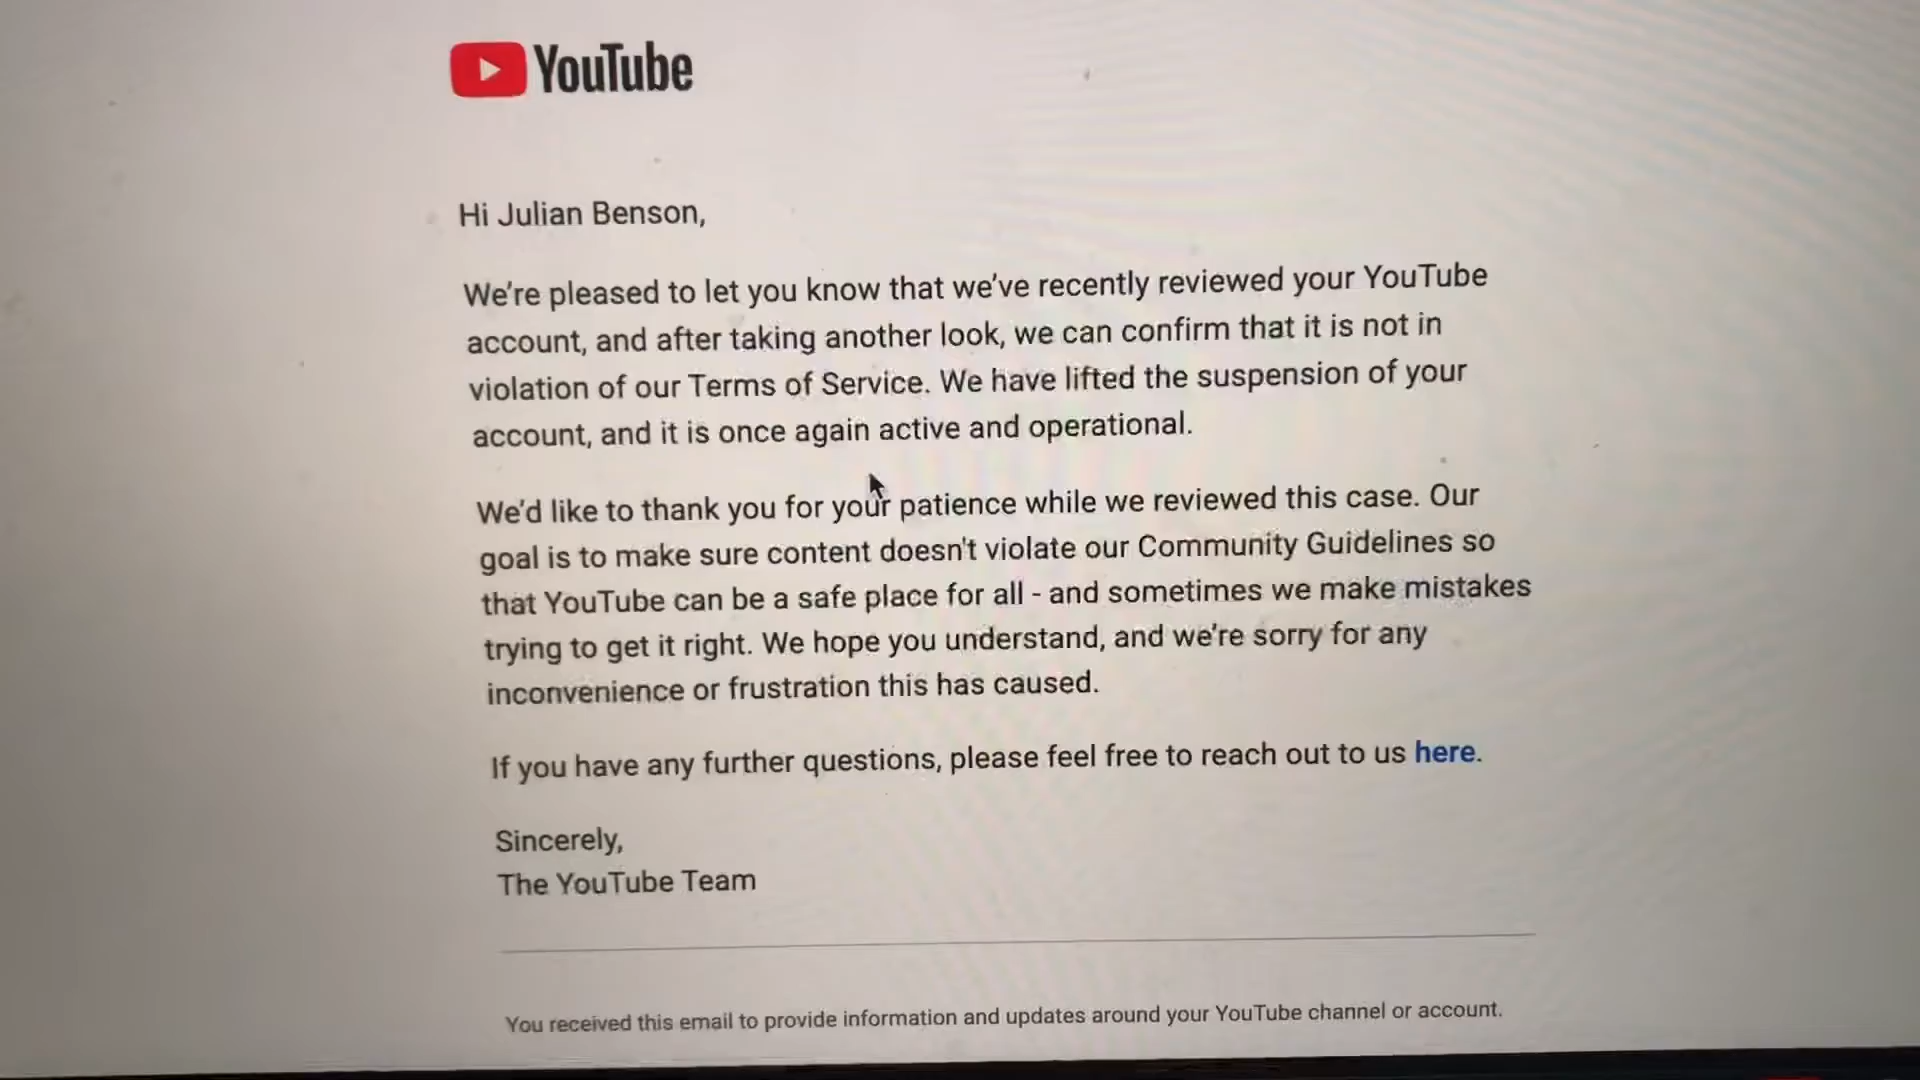 YouTube
Hi Julian Benson,
We're pleased to let you know that we've recently reviewed your YouTube
account, and after taking another look, we can confirm that it is not in
violation of our Terms of Service. We have lifted the suspension of your
account, and it is once again active and operational.
We'd like to thank you for your patience while we reviewed this case. Our
goal is to make sure content doesn't violate our Community Guidelines so
that YouTube can be a safe place for all - and sometimes we make mistakes
trying to get it right. We hope you understand, and we're sorry for any
inconvenience or frustration this has caused.
If you have any further questions, please feel free to reach out to us here.
Sincerely,
The YouTube Team
You received this email to provide information and updates around your YouTube channel or account.